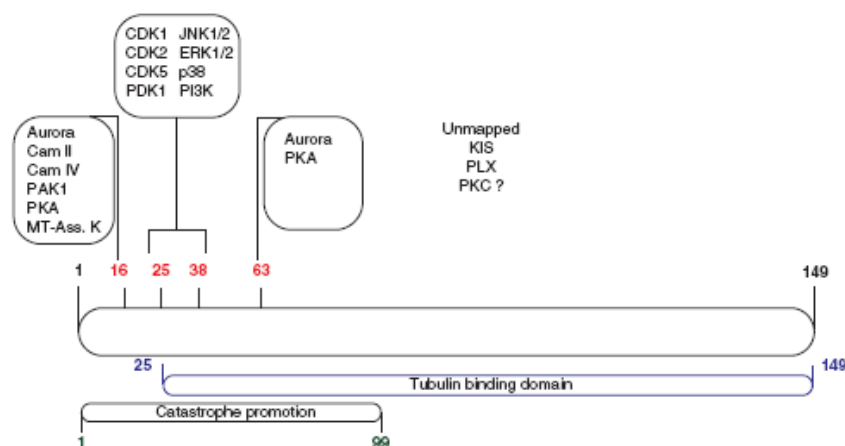 CDK1 JNK1/2
CDK2 ERK1/2
CDK5 p38
PDK1 PI3K
Aurora
Cam II
Cam IV
PAK1
PKA
MT-Ass. K
Aurora
PKA
Unmapped
KIS
PLX
PKC ?
1 16 25 38 63 149
25 149
Tubulin binding domain
Catastrophe promotion
1 99